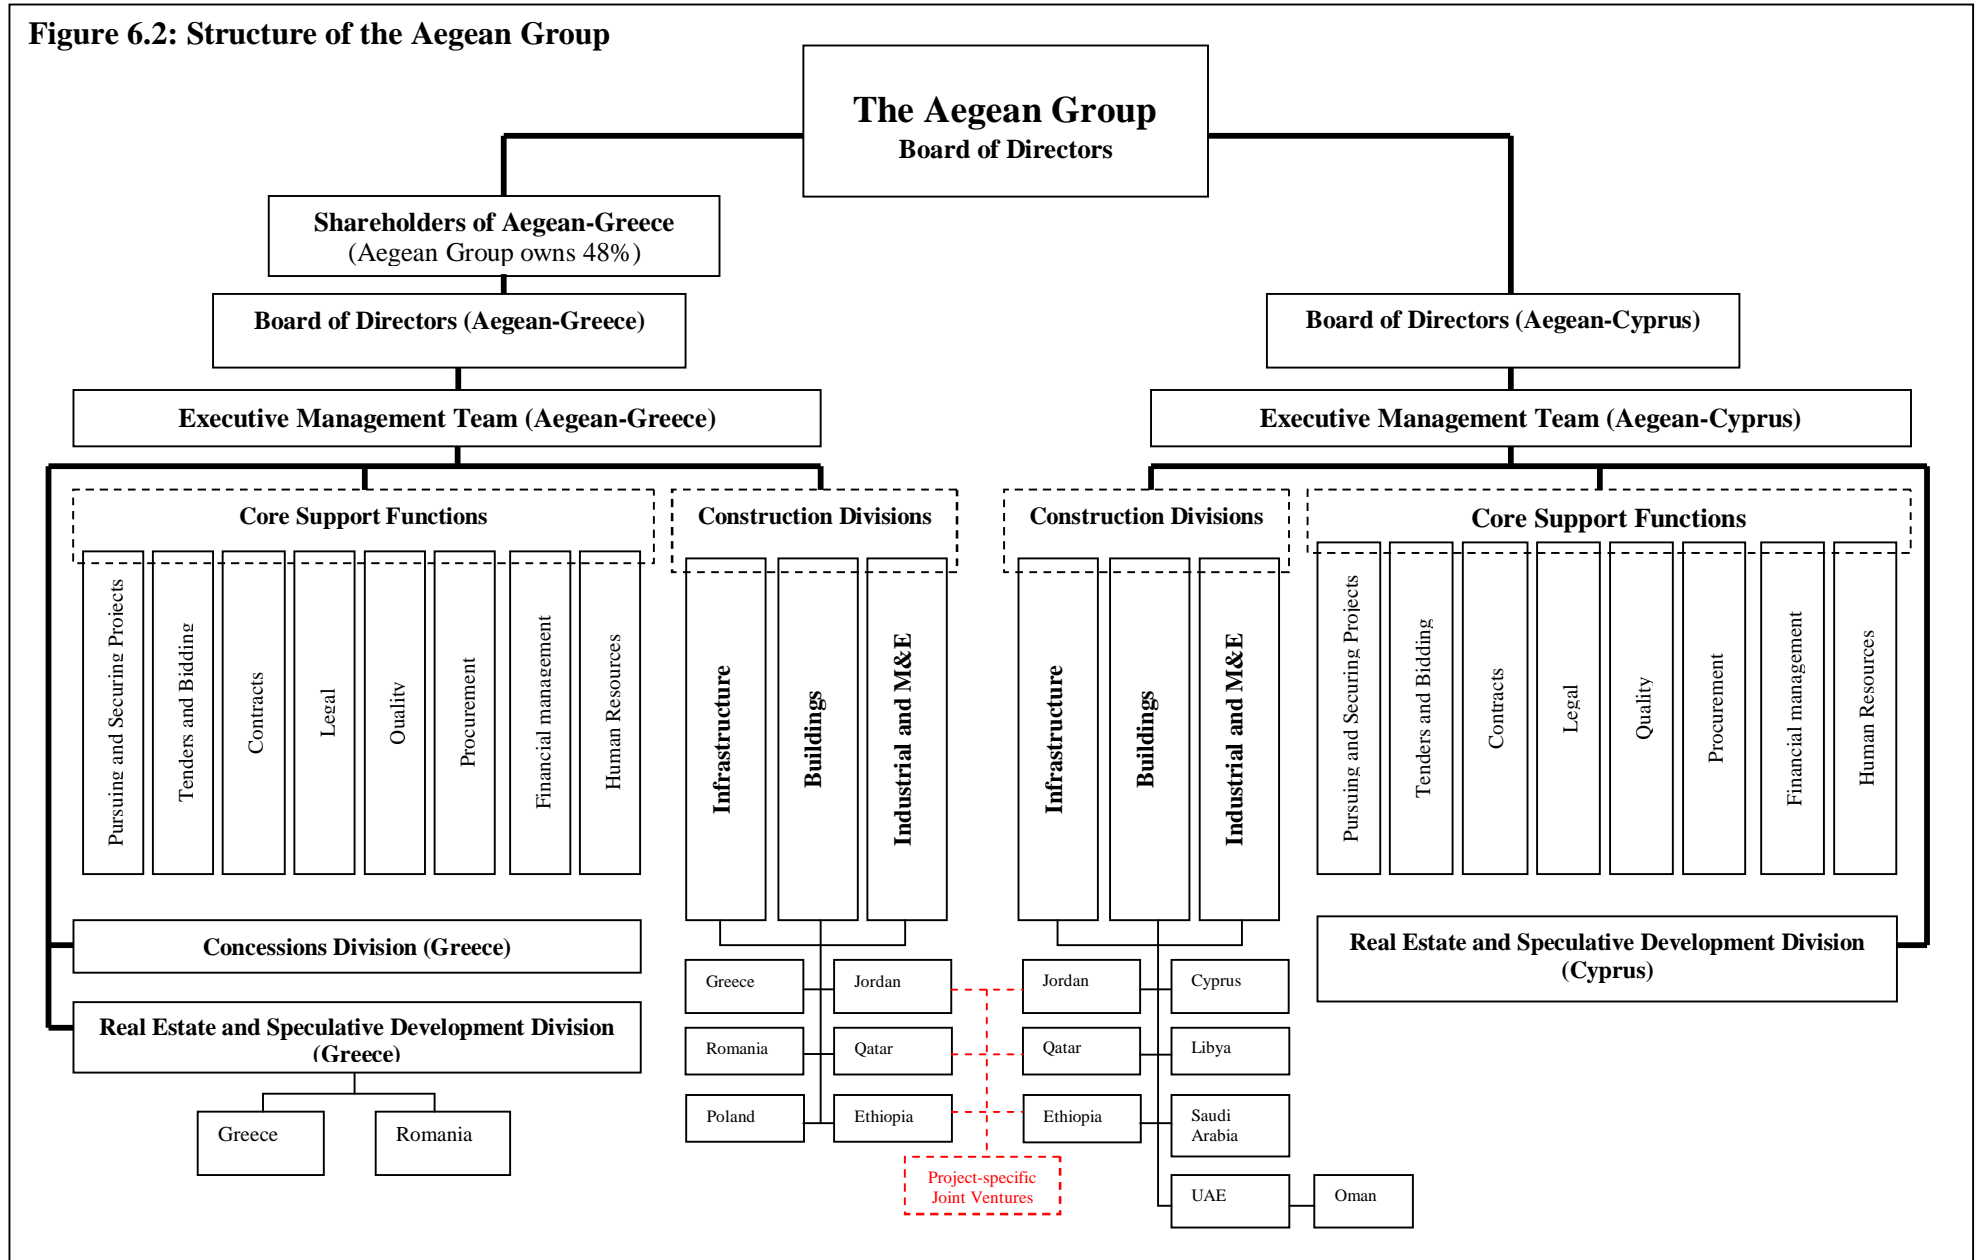 Figure 6.2: Structure of the Aegean Group
The Aegean Group
Board of Directors
Shareholders of Aegean-Greece
(Aegean Group owns 48%)
Board of Directors (Aegean-Greece)
Board of Directors (Aegean-Cyprus)
Executive Management Team (Aegean-Greece)
Executive Management Team (Aegean-Cyprus)
Core Support Functions
Construction Divisions
Construction Divisions
Core Support Functions
Pursuing and Securing Projects
Tenders and Bidding
Contracts
Legal
Quality
Procurement
Financial management
Human Resources
Infrastructure
Buildings
Industrial and M&E
Infrastructure
Buildings
Industrial and M&E
Pursuing and Securing Projects
Tenders and Bidding
Contracts
Legal
Quality
Procurement
Financial management
Human Resources
Concessions Division (Greece)
Real Estate and Speculative Development Division
(Greece)
Greece
Romania
Greece
Jordan
Romania
Qatar
Poland
Ethiopia
Jordan
Cyprus
Qatar
Libya
Ethiopia
Saudi
Arabia
UAE
Oman
Project-specific
Joint Ventures
Real Estate and Speculative Development Division
(Cyprus)